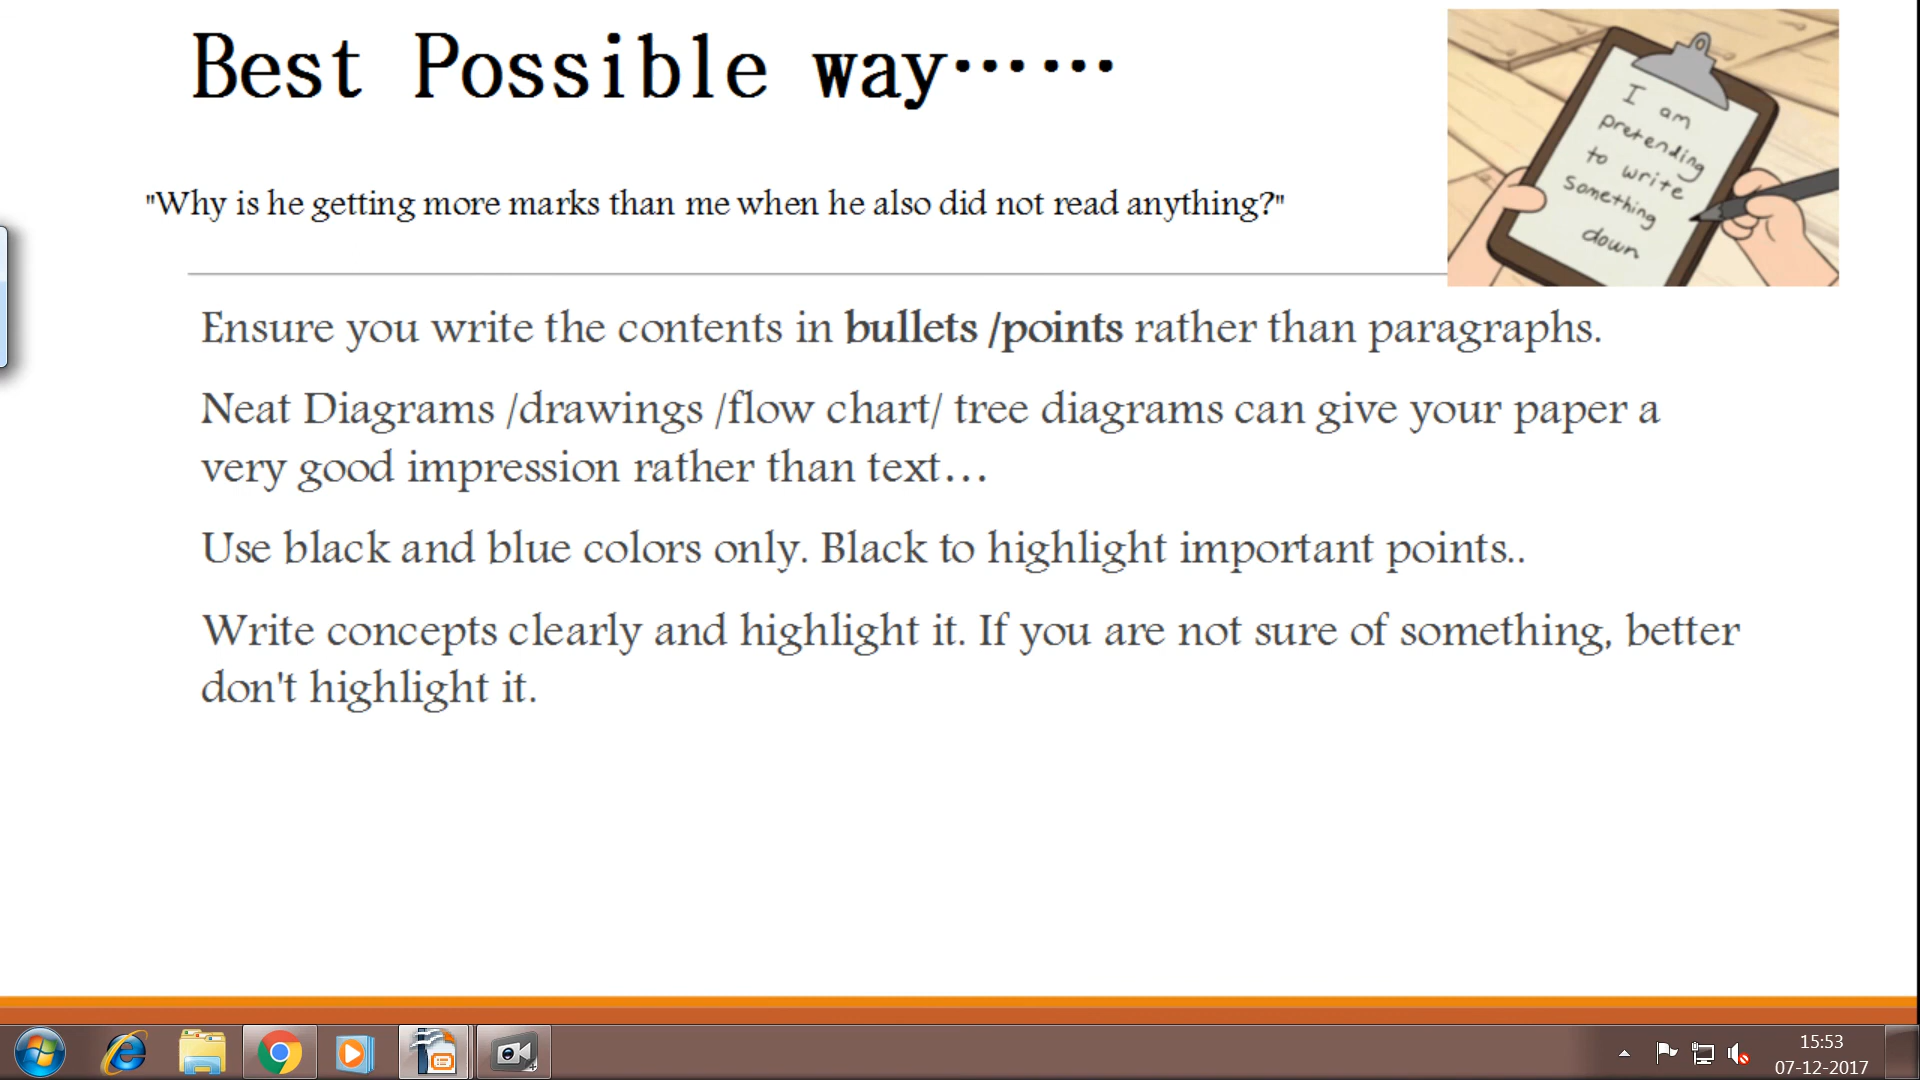 Best Possible way······
"Why is he getting more marks than me when he also did not read anything?"
I am
pretending
to write
something
down
Ensure you write the contents in bullets /points rather than paragraphs.
Neat Diagrams /drawings /flow chart/ tree diagrams can give your paper a
very good impression rather than text…
Use black and blue colors only. Black to highlight important points..
Write concepts clearly and highlight it. If you are not sure of something, better
don't highlight it.
15:53
07-12-2017